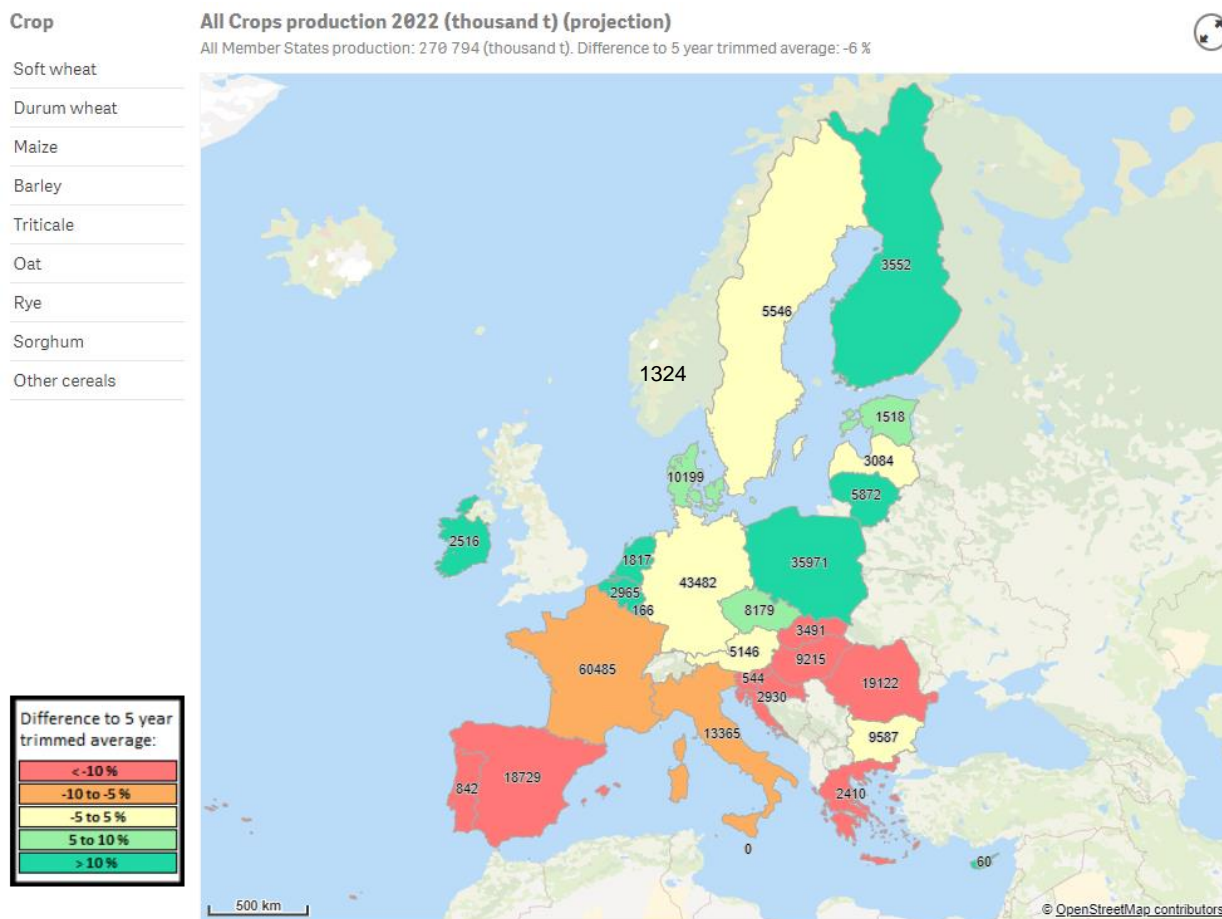 Crop
Soft wheat
Durum wheat
Maize
Barley
Triticale
Oat
Rye
Sorghum
Other cereals
All Crops production 2022 (thousand t) (projection)
All Member States production: 270 794 (thousand t). Difference to 5 year trimmed average: -6 %
3552
5546
1324
1518
3084
10199
5872
2516
1817
35971
2965
43482
166
8179
3491
5146
9215
60485
544
19122
2930
13365
9587
18729
842
2410
0
60
Difference to 5 year
trimmed average:
<-10 %
-10 to -5 %
-5 to 5 %
5 to 10 %
> 10 %
500 km
© OpenStreetMap contributors